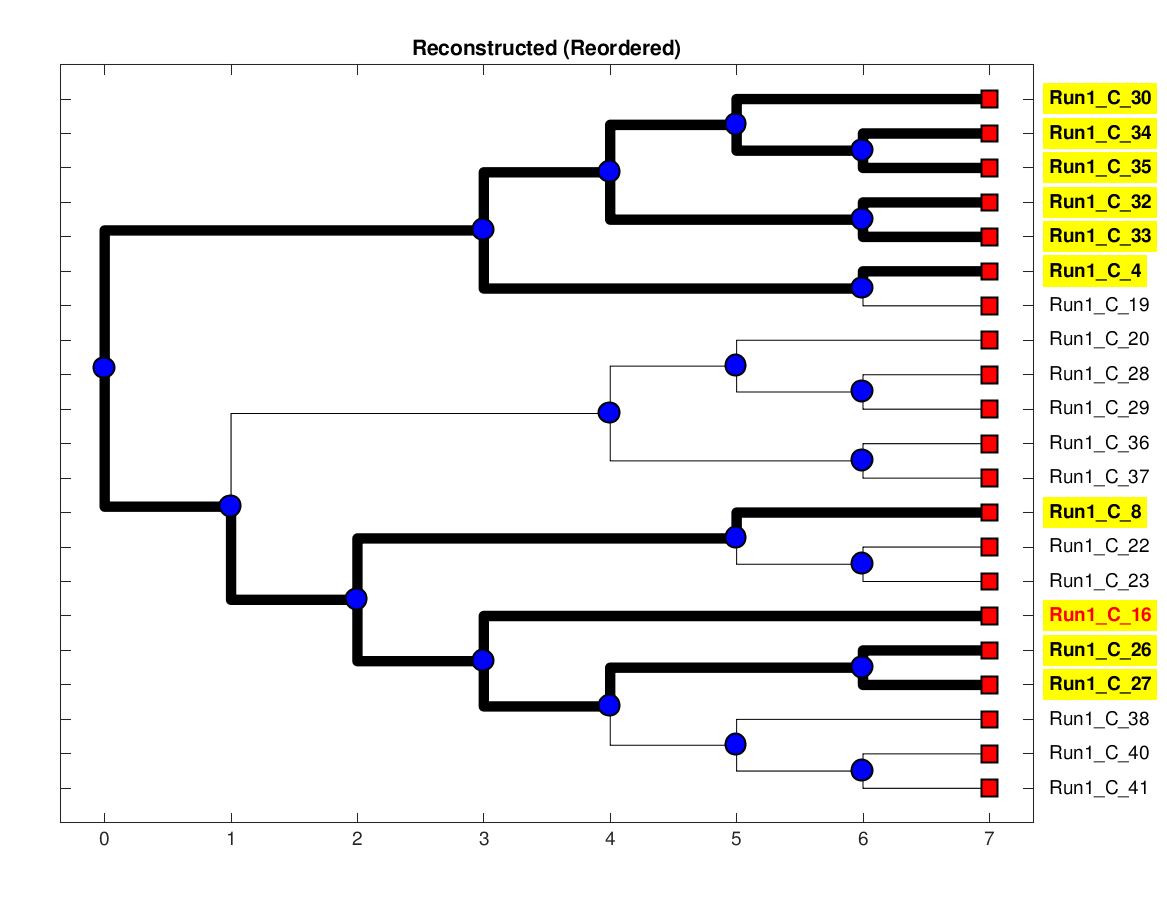 Reconstructed (Reordered)
Run1_C_30
Run1_C_34
Run1_C_35
Run1_C_32
Run1_C_33
Run1_C_4
Run1_C_19
Run1_C_20
Run1_C_28
Run1_C_29
Run1_C_36
Run1_C_37
Run1_C_8
Run1_C_22
Run1_C_23
Run1_C_16
Run1_C_26
Run1_C_27
Run1_C_38
Run1_C_40
Run1_C_41
0 1 2 3 4 5 6 7